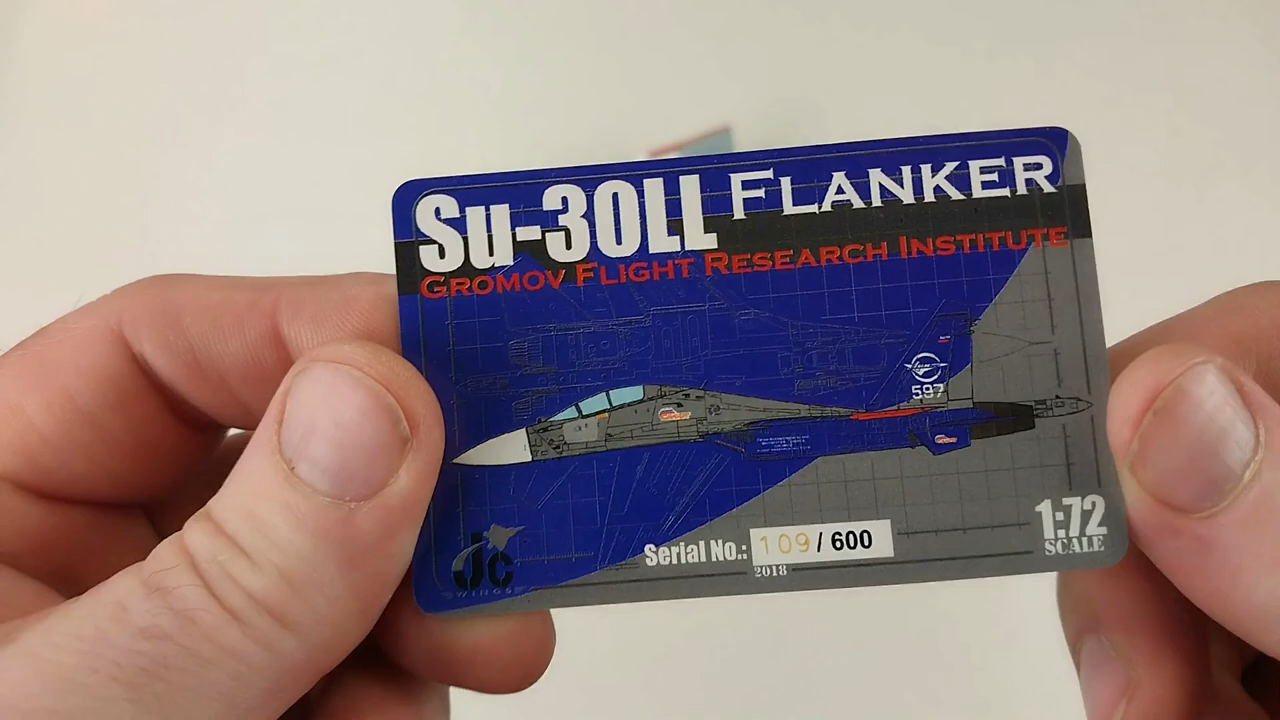 Su-30LL FLANKER
GROMOV FLIGHT RESEARCH INSTITUTE
597
JC
WINGS
Serial No.: 109 / 600
2018
1:72
SCALE